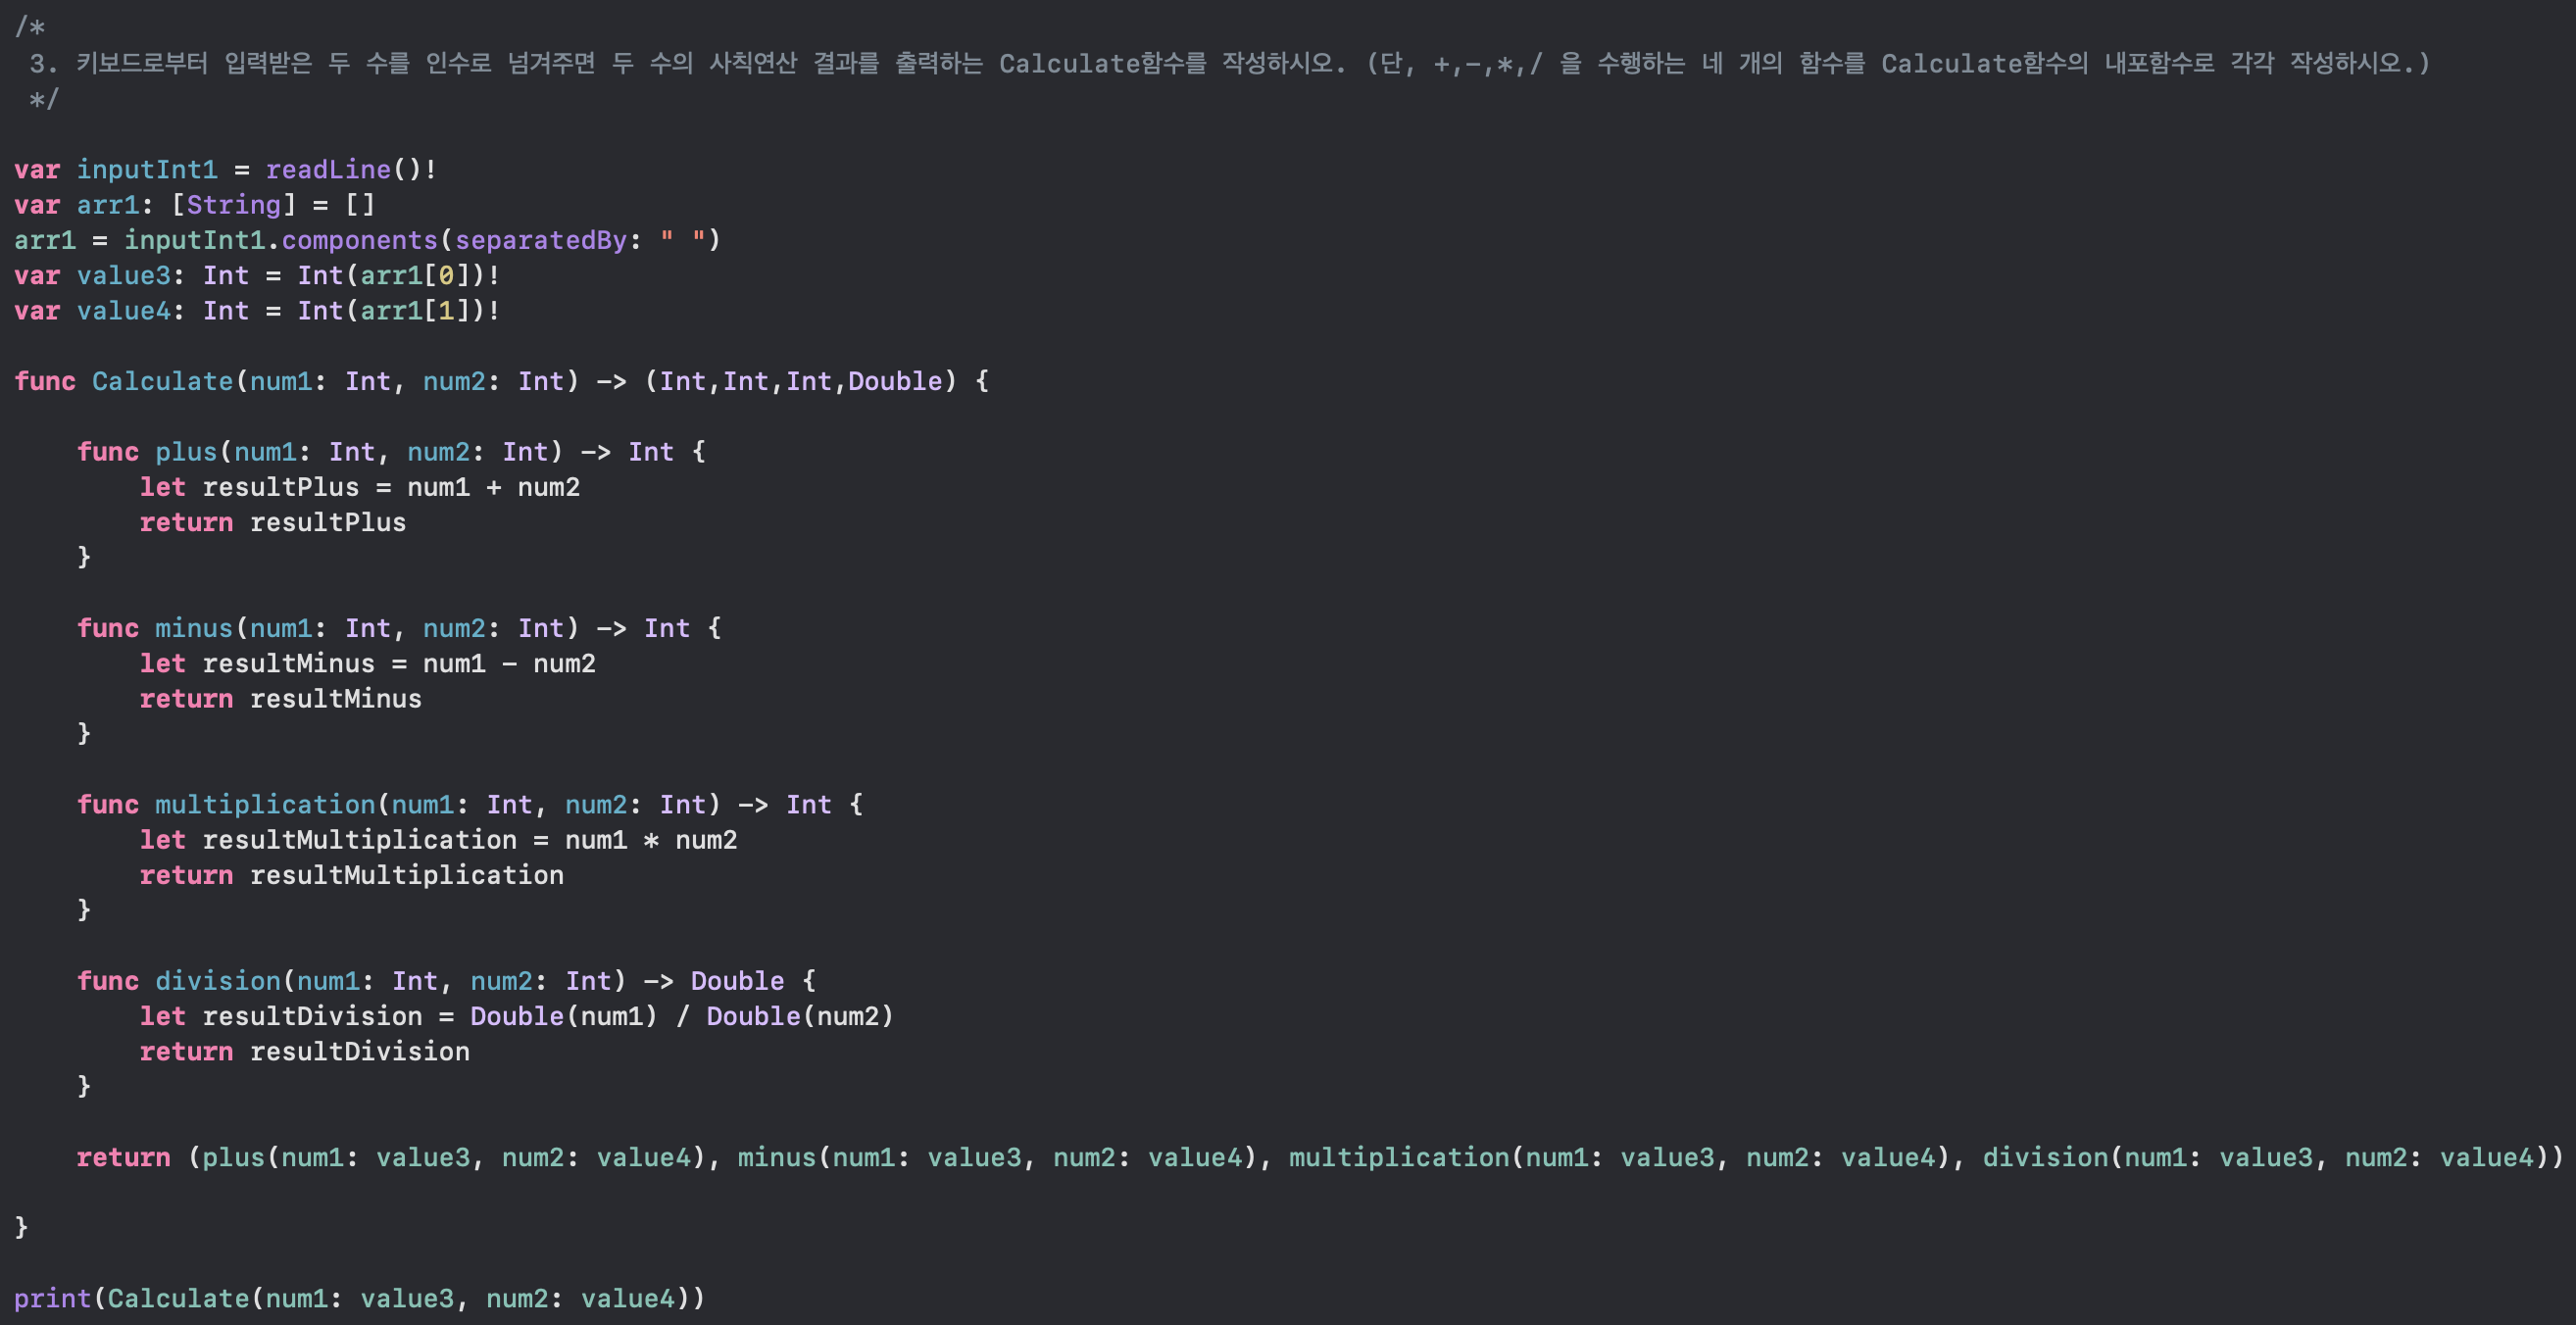 /*
 3. 키보드로부터 입력받은 두 수를 인수로 넘겨주면 두 수의 사칙연산 결과를 출력하는 Calculate함수를 작성하시오. (단, +,-,*,/ 을 수행하는 네 개의 함수를 Calculate함수의 내포함수로 각각 작성하시오.)
 */

var inputInt1 = readLine()!
var arr1: [String] = []
arr1 = inputInt1.components(separatedBy: " ")
var value3: Int = Int(arr1[0])!
var value4: Int = Int(arr1[1])!

func Calculate(num1: Int, num2: Int) -> (Int,Int,Int,Double) {

    func plus(num1: Int, num2: Int) -> Int {
        let resultPlus = num1 + num2
        return resultPlus
    }

    func minus(num1: Int, num2: Int) -> Int {
        let resultMinus = num1 - num2
        return resultMinus
    }

    func multiplication(num1: Int, num2: Int) -> Int {
        let resultMultiplication = num1 * num2
        return resultMultiplication
    }

    func division(num1: Int, num2: Int) -> Double {
        let resultDivision = Double(num1) / Double(num2)
        return resultDivision
    }

    return (plus(num1: value3, num2: value4), minus(num1: value3, num2: value4), multiplication(num1: value3, num2: value4), division(num1: value3, num2: value4))

}

print(Calculate(num1: value3, num2: value4))